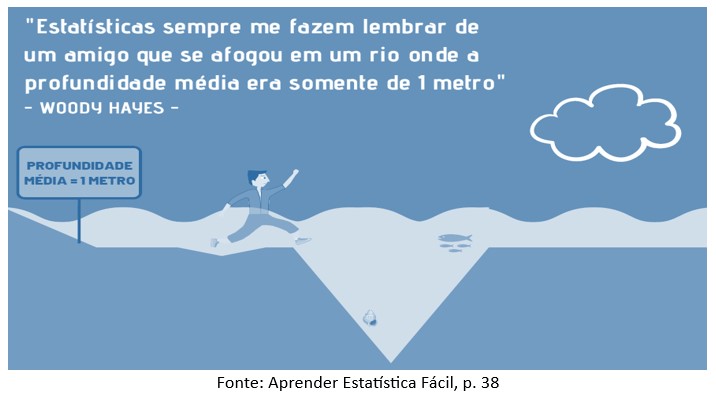 "Estatísticas sempre me fazem lembrar de
um amigo que se afogou em um rio onde a
profundidade média era somente de 1 metro"
- WOODY HAYES -
PROFUNDIDADE
MÉDIA = 1 METRO
Fonte: Aprender Estatística Fácil, p. 38